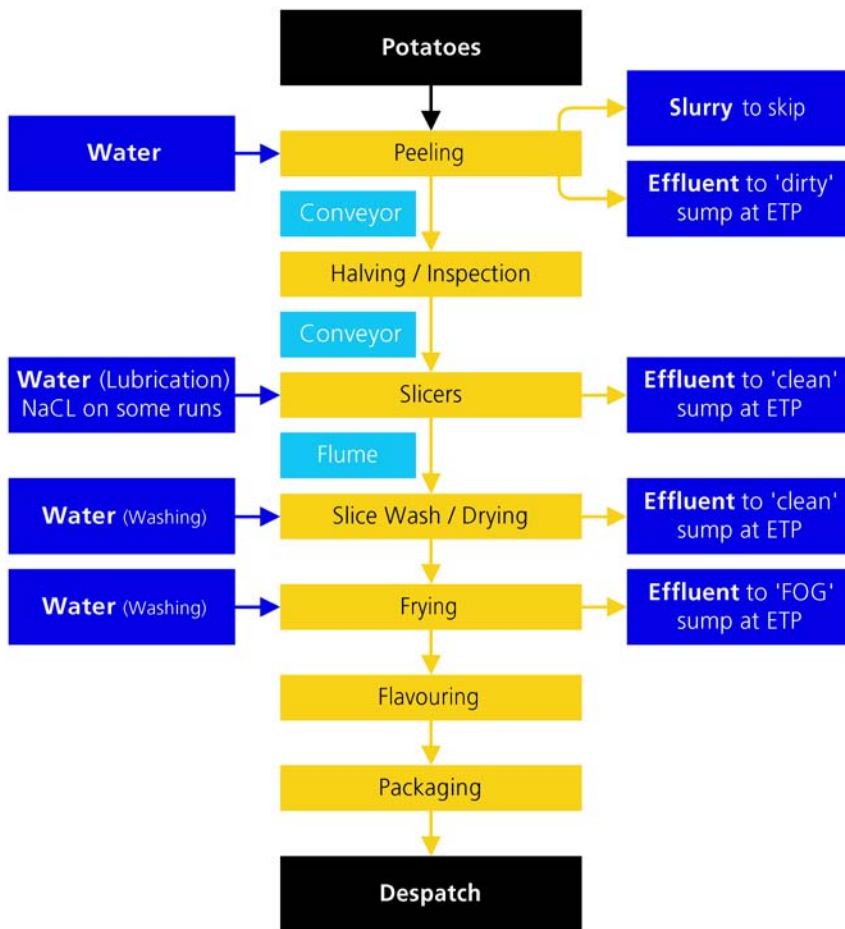 Potatoes
Slurry to skip
Water
Peeling
Effluent to 'dirty'
sump at ETP
Conveyor
Halving / Inspection
Conveyor
Water (Lubrication)
NaCL on some runs
Slicers
Effluent to 'clean'
sump at ETP
Flume
Water (Washing)
Slice Wash / Drying
Effluent to 'clean'
sump at ETP
Water (Washing)
Frying
Effluent to 'FOG'
sump at ETP
Flavouring
Packaging
Despatch